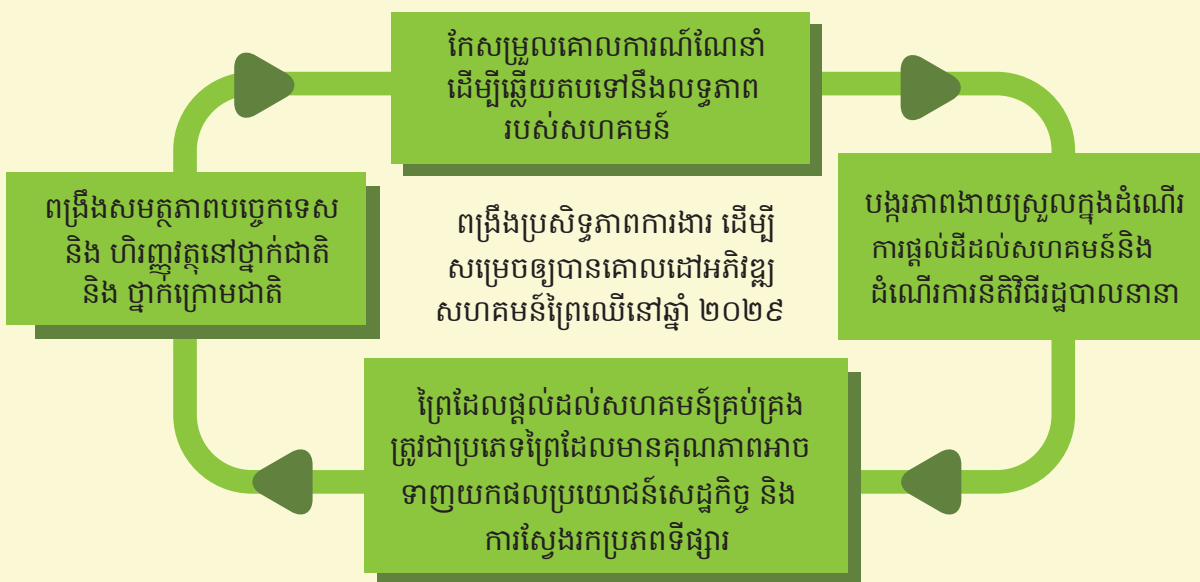 កែសម្រួលគោលការណ៍ណែនាំ
ដើម្បីឆ្លើយតបទៅនឹងលទ្ធភាព
របស់សហគមន៍
ពង្រឹងសមត្ថភាពបច្ចេកទេស
និង ហិរញ្ញវត្ថុនៅថ្នាក់ជាតិ
និង ថ្នាក់ក្រោមជាតិ
ពង្រឹងប្រសិទ្ធភាពការងារ ដើម្បី
សម្រេចឲ្យបានគោលដៅអភិវឌ្ឍ
សហគមន៍ព្រៃឈើនៅឆ្នាំ ២០២៩
បង្ករភាពងាយស្រួលក្នុងដំណើរ
ការផ្តល់ដីដល់សហគមន៍និង
ដំណើរការនីតិវិធីរដ្ឋបាលនានា
ព្រៃដែលផ្តល់ដល់សហគមន៍គ្រប់គ្រង
ត្រូវជាប្រភេទព្រៃដែលមានគុណភាពអាច
ទាញយកផលប្រយោជន៍សេដ្ឋកិច្ច និង
ការស្វែងរកប្រភពទីផ្សារ